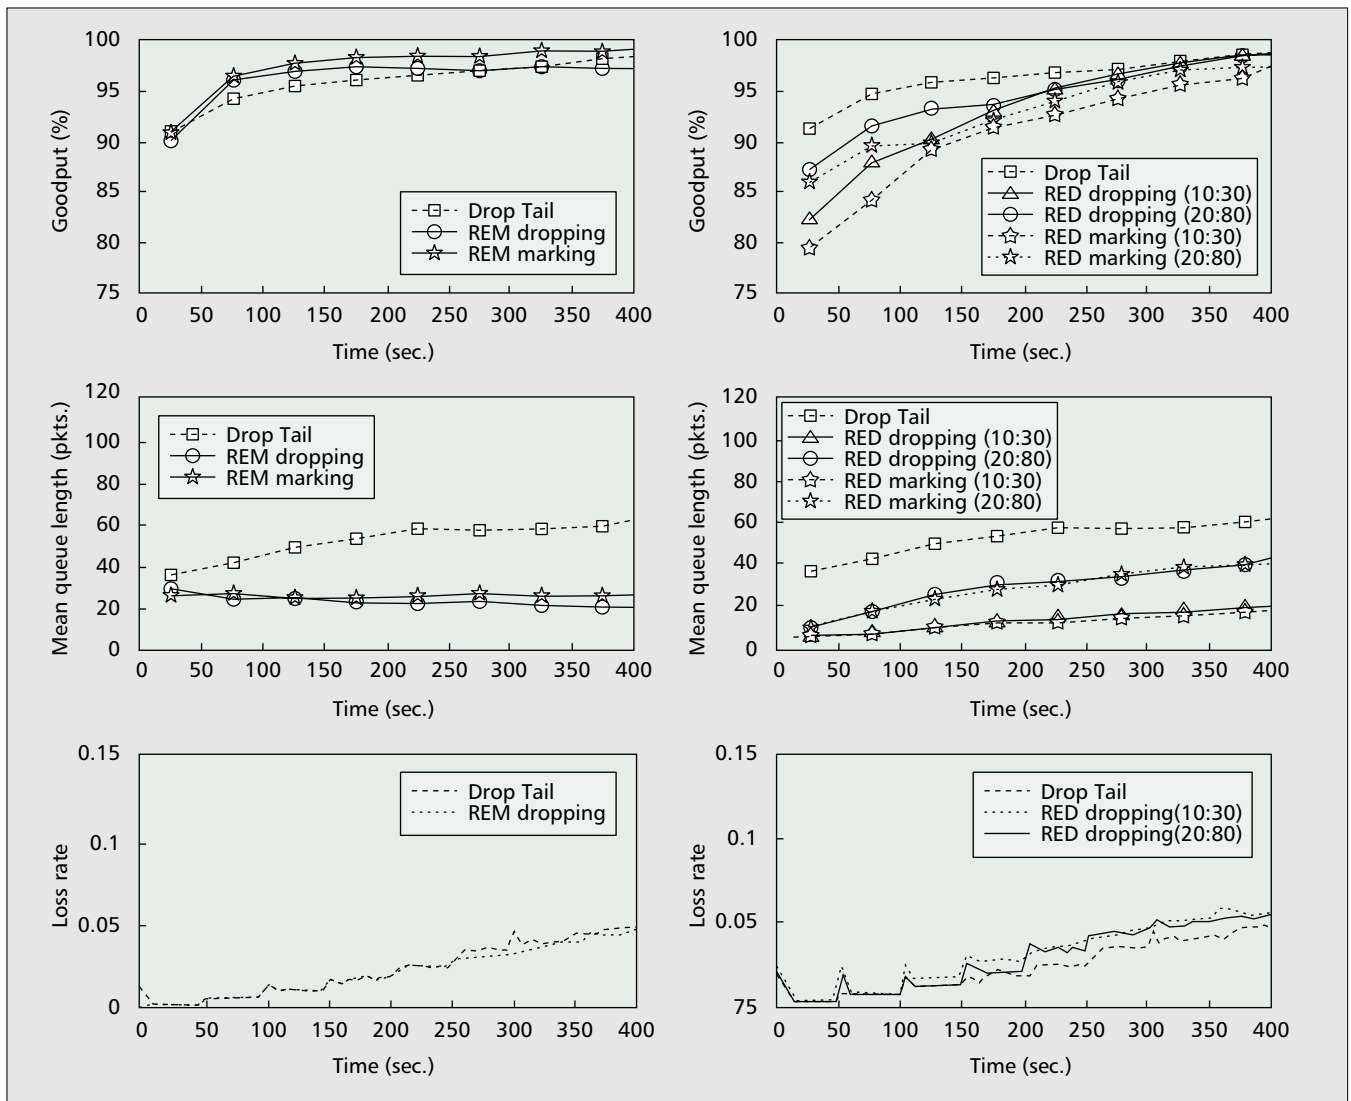 100
95
90
85
80
75
Goodput (%)
Drop Tail
REM dropping
REM marking
0 50 100 150 200 250 300 350 400
Time (sec.)
100
95
90
85
80
75
Goodput (%)
Drop Tail
RED dropping (10:30)
RED dropping (20:80)
RED marking (10:30)
RED marking (20:80)
0 50 100 150 200 250 300 350 400
Time (sec.)
120
100
80
60
40
20
0
Mean queue length (pkts.)
Drop Tail
REM dropping
REM marking
0 50 100 150 200 250 300 350 400
Time (sec.)
120
100
80
60
40
20
0
Mean queue length (pkts.)
Drop Tail
RED dropping (10:30)
RED dropping (20:80)
RED marking (10:30)
RED marking (20:80)
0 50 100 150 200 250 300 350 400
Time (sec.)
0.15
0.1
0.05
0
Loss rate
Drop Tail
REM dropping
0 50 100 150 200 250 300 350 400
Time (sec.)
0.15
0.1
0.05
75
Loss rate
Drop Tail
RED dropping(10:30)
RED dropping(20:80)
0 50 100 150 200 250 300 350 400
Time (sec.)